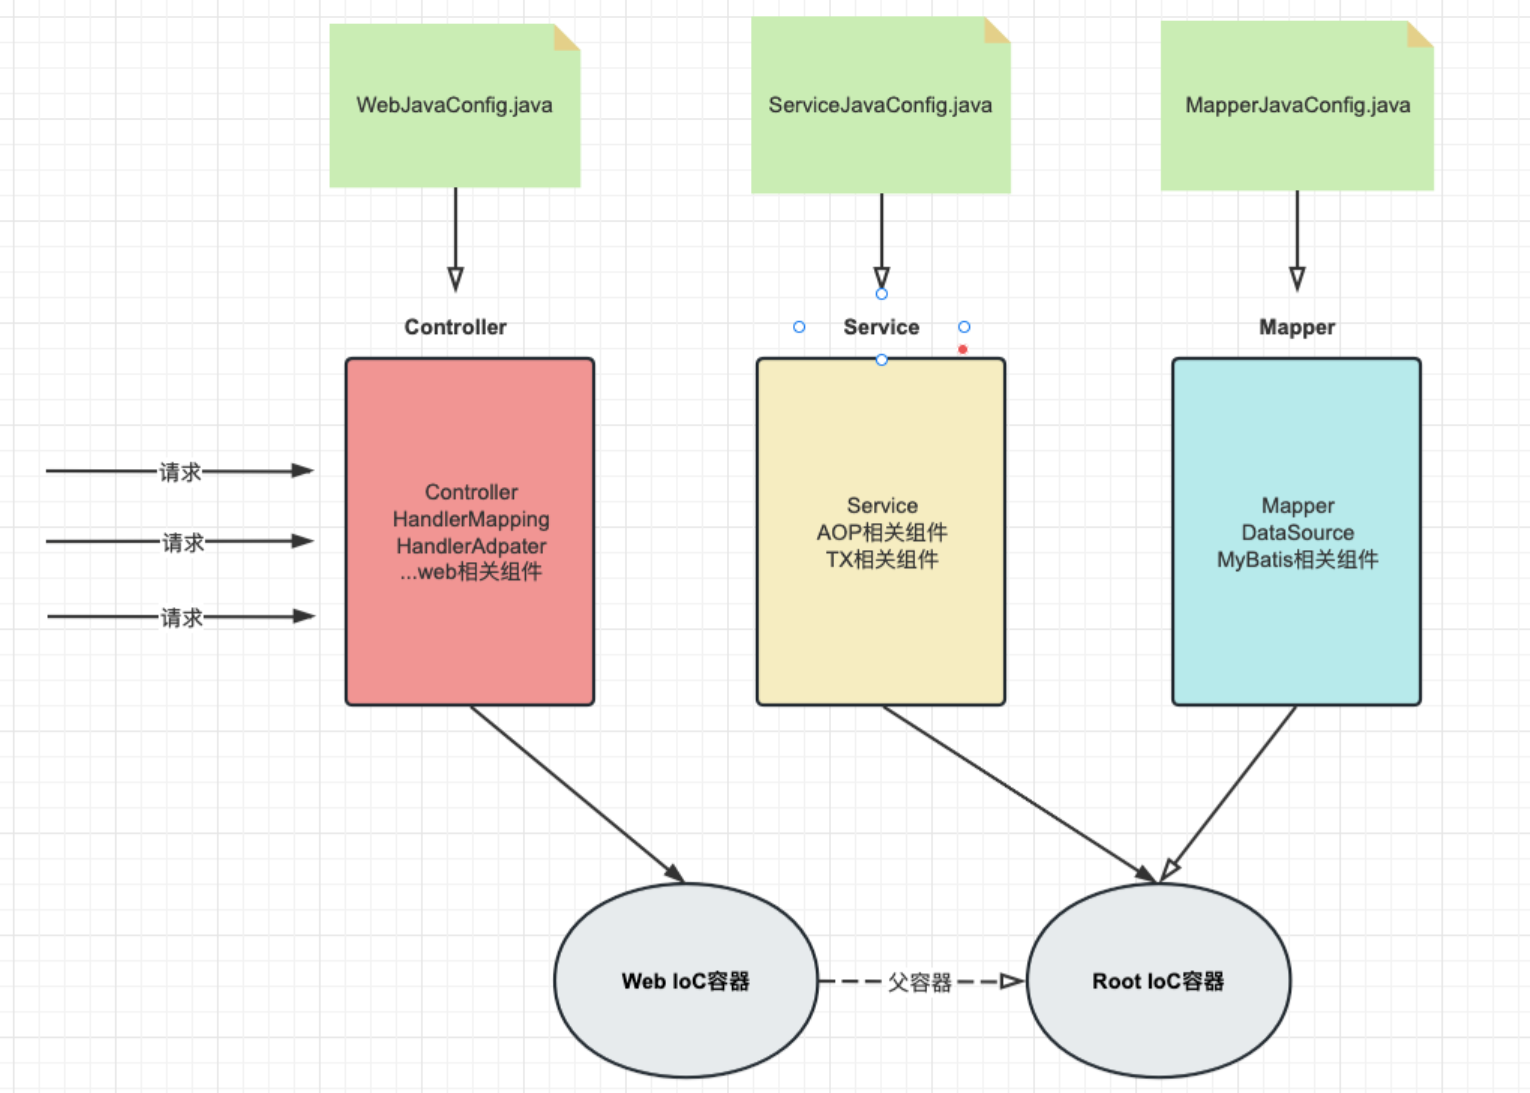 WebJavaConfig.java
ServiceJavaConfig.java
MapperJavaConfig.java
Controller
Service
Mapper
请求
请求
请求
Controller
HandlerMapping
HandlerAdpater
...web相关组件
Service
AOP相关组件
TX相关组件
Mapper
DataSource
MyBatis相关组件
Web IoC容器
父容器
Root IoC容器